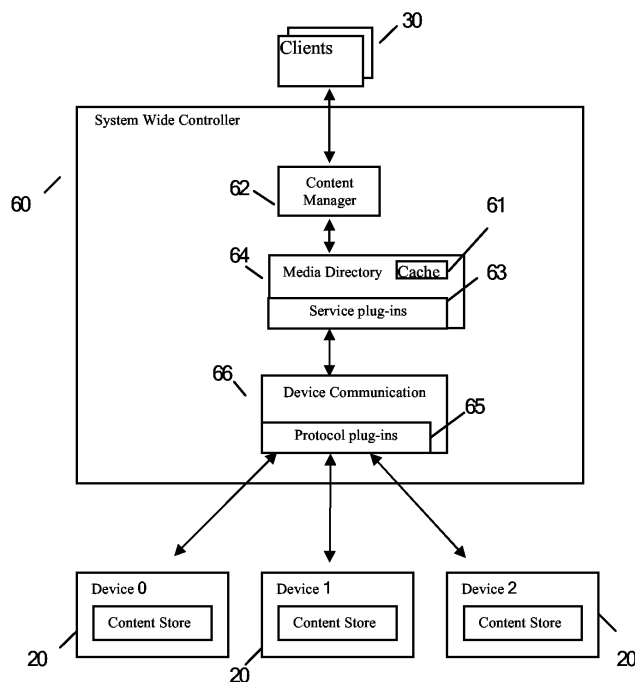 30
Clients
System Wide Controller
60
62
Content
Manager
61
64
Media Directory
Cache
63
Service plug-ins
66
Device Communication
65
Protocol plug-ins
Device 0
Content Store
20
Device 1
Content Store
20
Device 2
Content Store
20